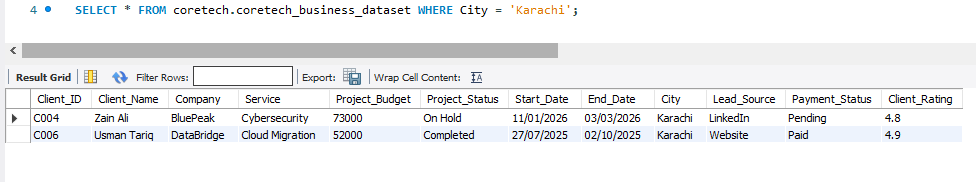 4 SELECT * FROM coretech.coretech_business_dataset WHERE City = 'Karachi';
Result Grid Filter Rows: Export: Wrap Cell Content: IA
Client_ID Client_Name Company Service Project_Budget Project_Status Start_Date End_Date City Lead_Source Payment_Status Client_Rating
C004 Zain Ali BluePeak Cybersecurity 73000 On Hold 11/01/2026 03/03/2026 Karachi LinkedIn Pending 4.8
C006 Usman Tariq DataBridge Cloud Migration 52000 Completed 27/07/2025 02/10/2025 Karachi Website Paid 4.9